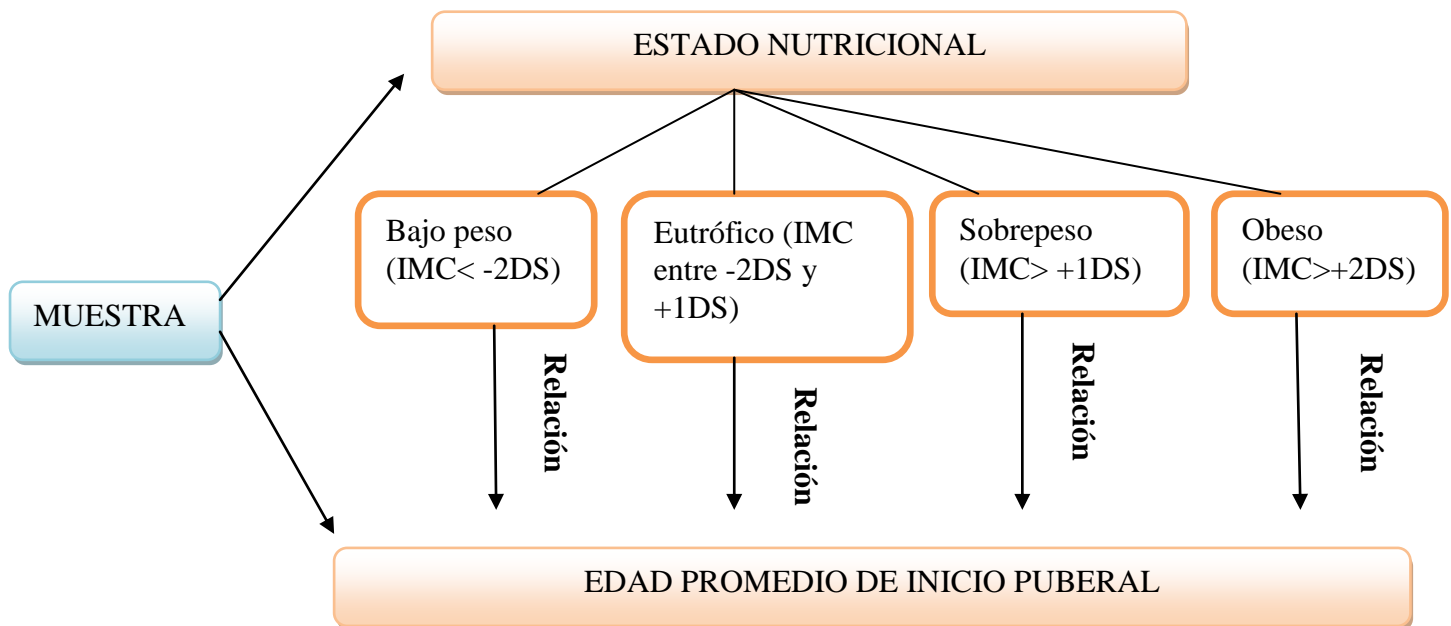 ESTADO NUTRICIONAL
Bajo peso
(IMC< -2DS)
Eutrófico (IMC
entre -2DS y
+1DS)
Sobrepeso
(IMC> +1DS)
Obeso
(IMC>+2DS)
MUESTRA
Relación
Relación
Relación
Relación
EDAD PROMEDIO DE INICIO PUBERAL